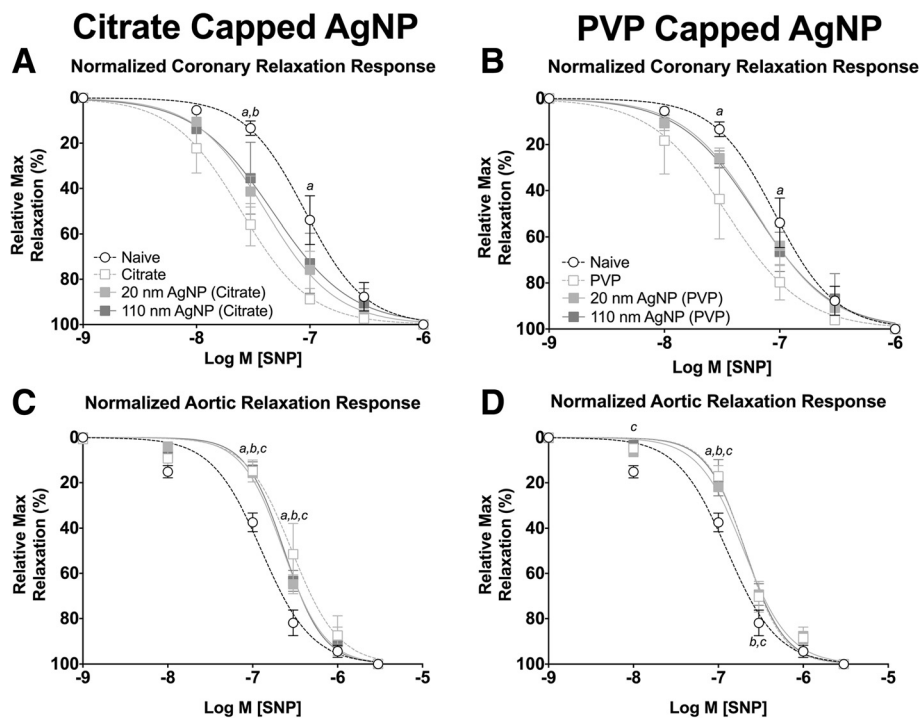 Citrate Capped AgNP
PVP Capped AgNP
A
Normalized Coronary Relaxation Response
Relative Max
Relaxation (%)
0
20
40
60
80
100
a,b
a
Naive
Citrate
20 nm AgNP (Citrate)
110 nm AgNP (Citrate)
-9
-8
-7
-6
Log M [SNP]
B
Normalized Coronary Relaxation Response
Relative Max
Relaxation (%)
0
20
40
60
80
100
a
a
Naive
PVP
20 nm AgNP (PVP)
110 nm AgNP (PVP)
-9
-8
-7
-6
Log M [SNP]
C
Normalized Aortic Relaxation Response
Relative Max
Relaxation (%)
0
20
40
60
80
100
a,b,c
a,b,c
-9
-8
-7
-6
-5
Log M [SNP]
D
Normalized Aortic Relaxation Response
Relative Max
Relaxation (%)
0
20
40
60
80
100
c
a,b,c
b,c
-9
-8
-7
-6
-5
Log M [SNP]